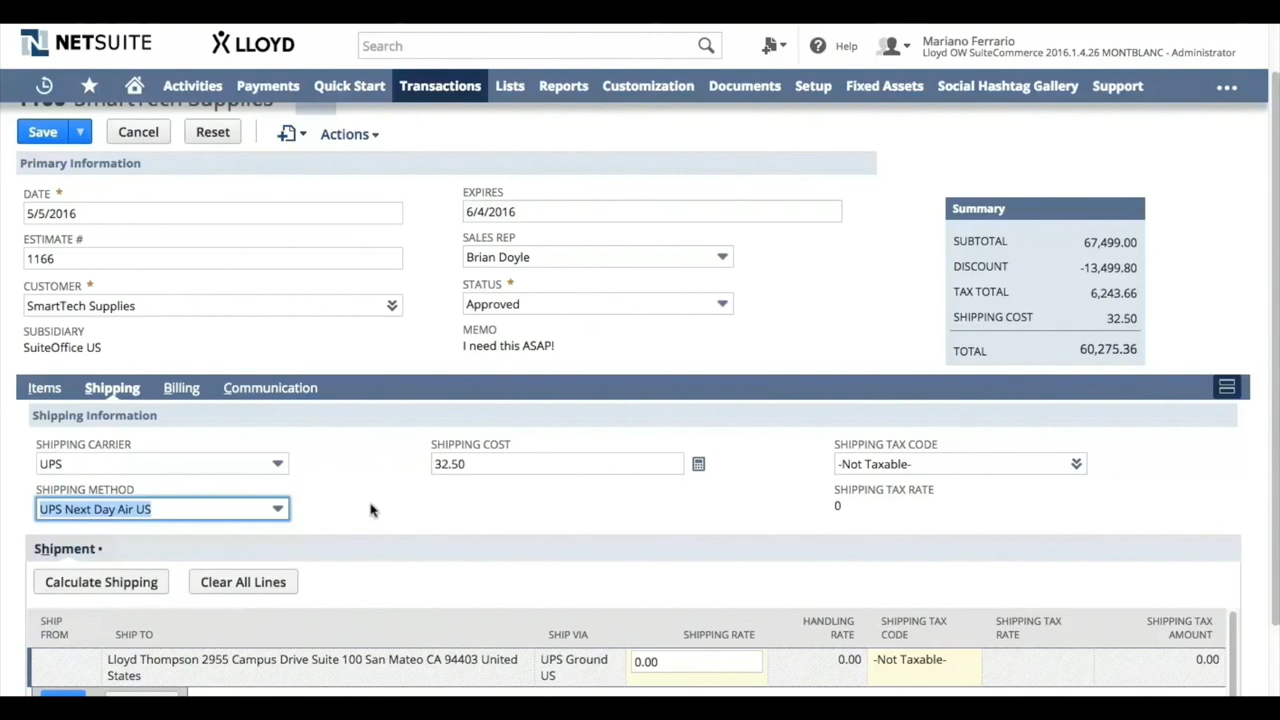 NETSUITE
LLOYD
Search
Help
Mariano Ferrario
Lloyd OW SuiteCommerce 2016.1.4.26 MONTBLANC - Administrator
Activities Payments Quick Start Transactions Lists Reports Customization Documents Setup Fixed Assets Social Hashtag Gallery Support
1166 SmartTech Supplies
Save Cancel Reset Actions
Primary Information
DATE *
5/5/2016
ESTIMATE #
1166
CUSTOMER *
SmartTech Supplies
SUBSIDIARY
SuiteOffice US
EXPIRES
6/4/2016
SALES REP
Brian Doyle
STATUS *
Approved
MEMO
I need this ASAP!
Summary
SUBTOTAL 67,499.00
DISCOUNT -13,499.80
TAX TOTAL 6,243.66
SHIPPING COST 32.50
TOTAL 60,275.36
Items Shipping Billing Communication
Shipping Information
SHIPPING CARRIER
UPS
SHIPPING METHOD
UPS Next Day Air US
SHIPPING COST
32.50
SHIPPING TAX CODE
-Not Taxable-
SHIPPING TAX RATE
0
Shipment •
Calculate Shipping Clear All Lines
SHIP FROM
SHIP TO
SHIP VIA
SHIPPING RATE
HANDLING RATE
SHIPPING TAX CODE
SHIPPING TAX RATE
SHIPPING TAX AMOUNT
Lloyd Thompson 2955 Campus Drive Suite 100 San Mateo CA 94403 United
States
UPS Ground
US
0.00
0.00
-Not Taxable-
0.00